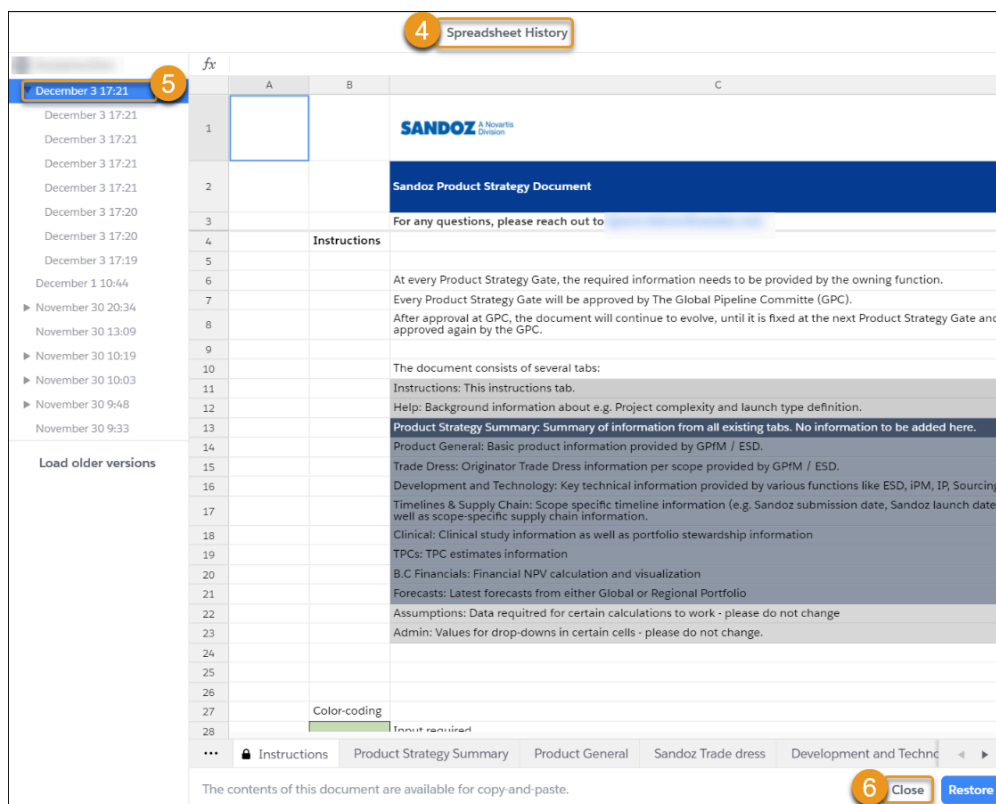 4 Spreadsheet History
fx
5
December 3 17:21
December 3 17:21
December 3 17:21
December 3 17:21
December 3 17:21
December 3 17:20
December 3 17:20
December 3 17:19
December 1 10:44
November 30 20:34
November 30 13:09
November 30 10:19
November 30 10:03
November 30 9:48
November 30 9:33
Load older versions
A B C
1 SANDOZ A Novartis
Division
2 Sandoz Product Strategy Document
3 For any questions, please reach out to
4 Instructions
5
6 At every Product Strategy Gate, the required information needs to be provided by the owning function.
7 Every Product Strategy Gate will be approved by The Global Pipeline Committe (GPC).
8 After approval at GPC, the document will continue to evolve, until it is fixed at the next Product Strategy Gate and
approved again by the GPC.
9
10 The document consists of several tabs:
11 Instructions: This instructions tab.
12 Help: Background information about e.g. Project complexity and launch type definition.
13 Product Strategy Summary: Summary of information from all existing tabs. No information to be added here.
14 Product General: Basic product information provided by GPfM / ESD.
15 Trade Dress: Originator Trade Dress information per scope provided by GPfM / ESD.
16 Development and Technology: Key technical information provided by various functions like ESD, iPM, IP, Sourcing
17 Timelines & Supply Chain: Scope specific timeline information (e.g. Sandoz submission date, Sandoz launch date
well as scope-specific supply chain information.
18 Clinical: Clinical study information as well as portfolio stewardship information
19 TPCs: TPC estimates information
20 B.C Financials: Financial NPV calculation and visualization
21 Forecasts: Latest forecasts from either Global or Regional Portfolio
22 Assumptions: Data requitred for certain calculations to work - please do not change
23 Admin: Values for drop-downs in certain cells - please do not change.
24
25
26
27 Color-coding
28 Input required
... Instructions Product Strategy Summary Product General Sandoz Trade dress Development and Techno
The contents of this document are available for copy-and-paste. 6 Close Restore